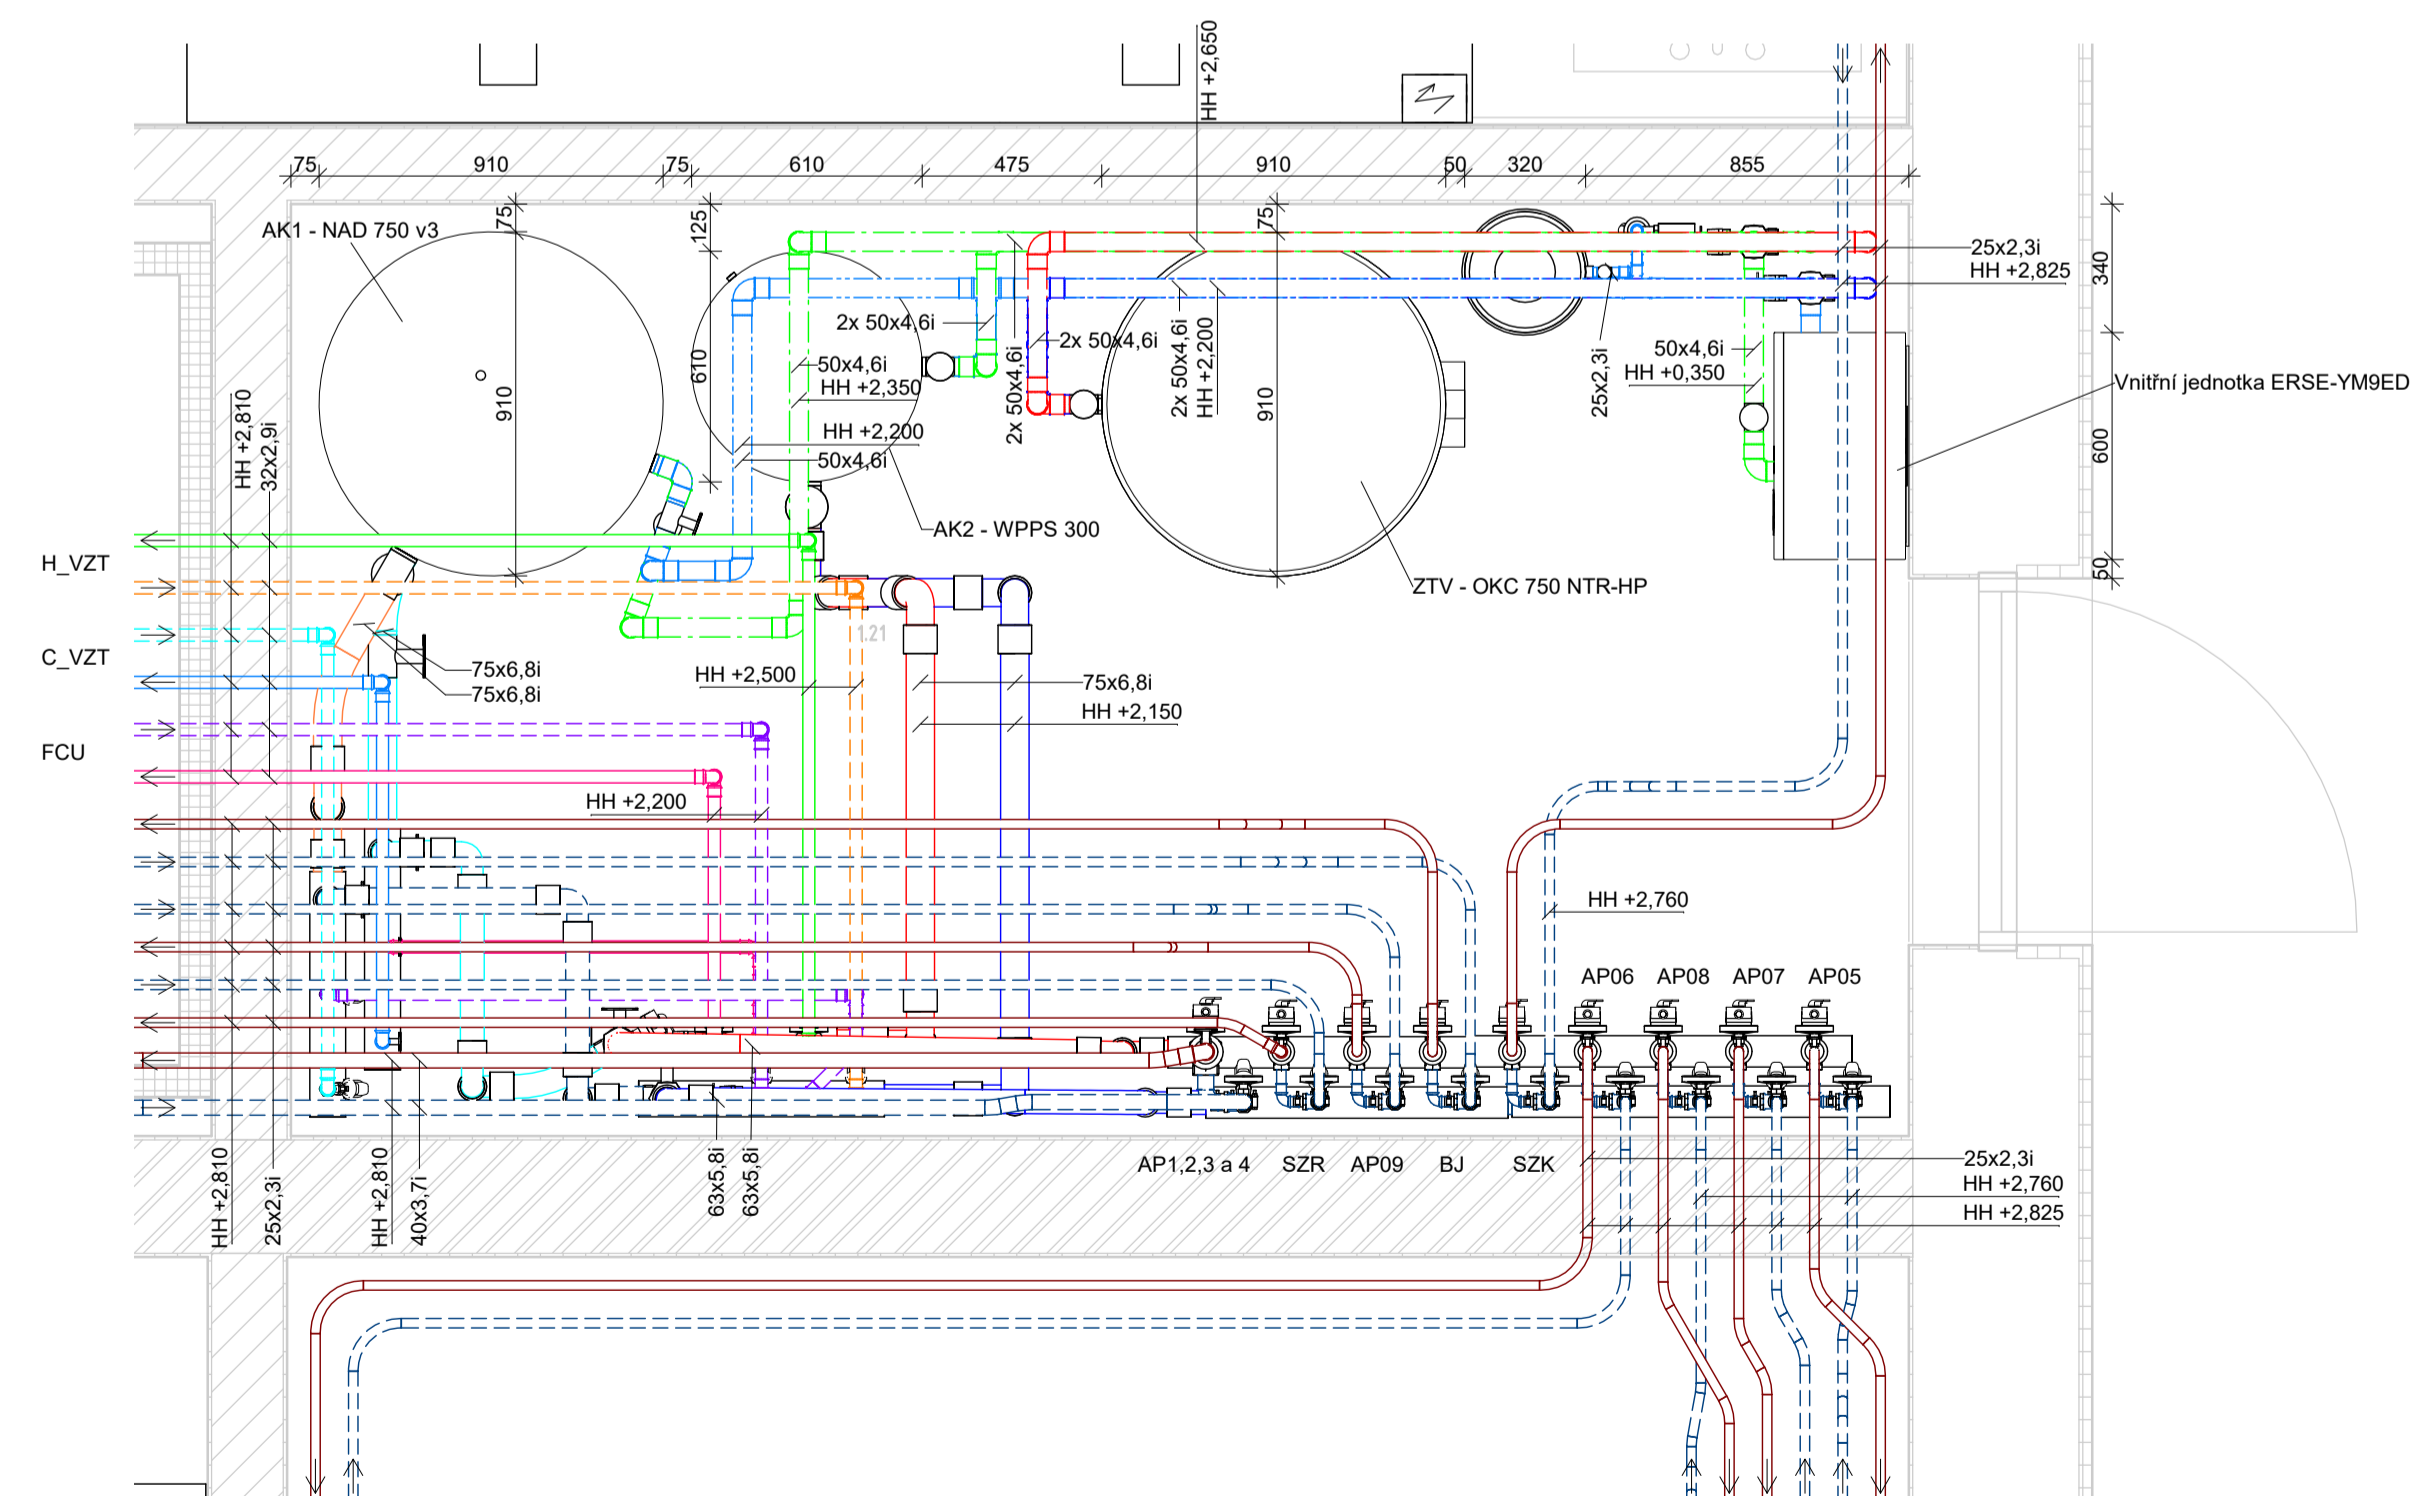 HH +2,650
75
910
75
610
475
910
50
320
855
AK1 - NAD 750 v3
75
125
75
25x2,3i
HH +2,825
340
2x 50x4,6i
2x 50x4,6i
2x 50x4,6i
2x 50x4,6i
HH +2,200
50x4,6i
HH +2,350
610
910
910
25x2,3i
50x4,6i
HH +0,350
Vnitřní jednotka ERSE-YM9ED
600
50
HH +2,810
32x2,9i
HH +2,200
50x4,6i
AK2 - WPPS 300
ZTV - OKC 750 NTR-HP
H_VZT
C_VZT
FCU
1.21
75x6,8i
75x6,8i
HH +2,500
75x6,8i
HH +2,150
HH +2,200
HH +2,760
AP06
AP08
AP07
AP05
HH +2,810
25x2,3i
HH +2,810
40x3,7i
63x5,8i
63x5,8i
AP1,2,3 a 4
SZR
AP09
BJ
SZK
25x2,3i
HH +2,760
HH +2,825